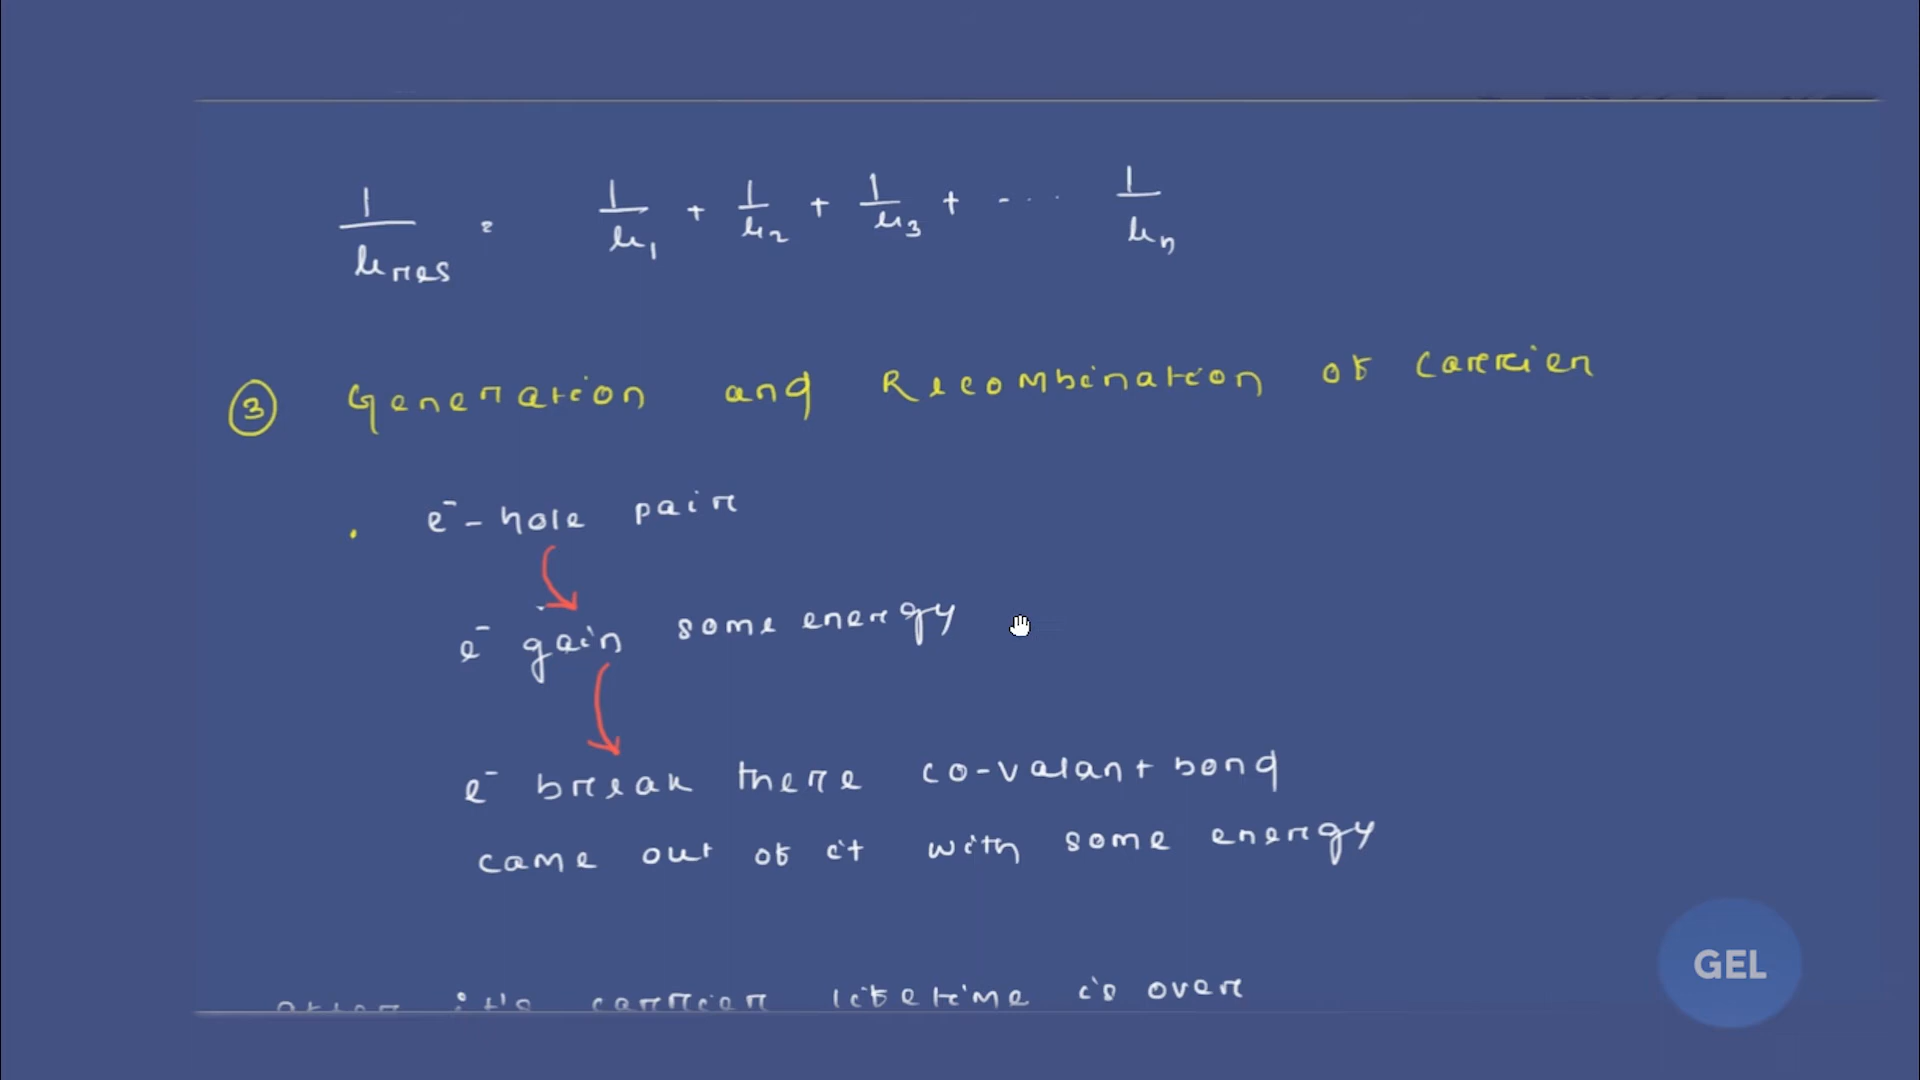 1/μres = 1/μ1 + 1/μ2 + 1/μ3 + ... 1/μn
③ Generation and Recombination of carrier
• e⁻-hole pair
e⁻ gain some energy
e⁻ break there co-valant bond
came out of it with some energy
after it's carrier lifetime is over
GEL